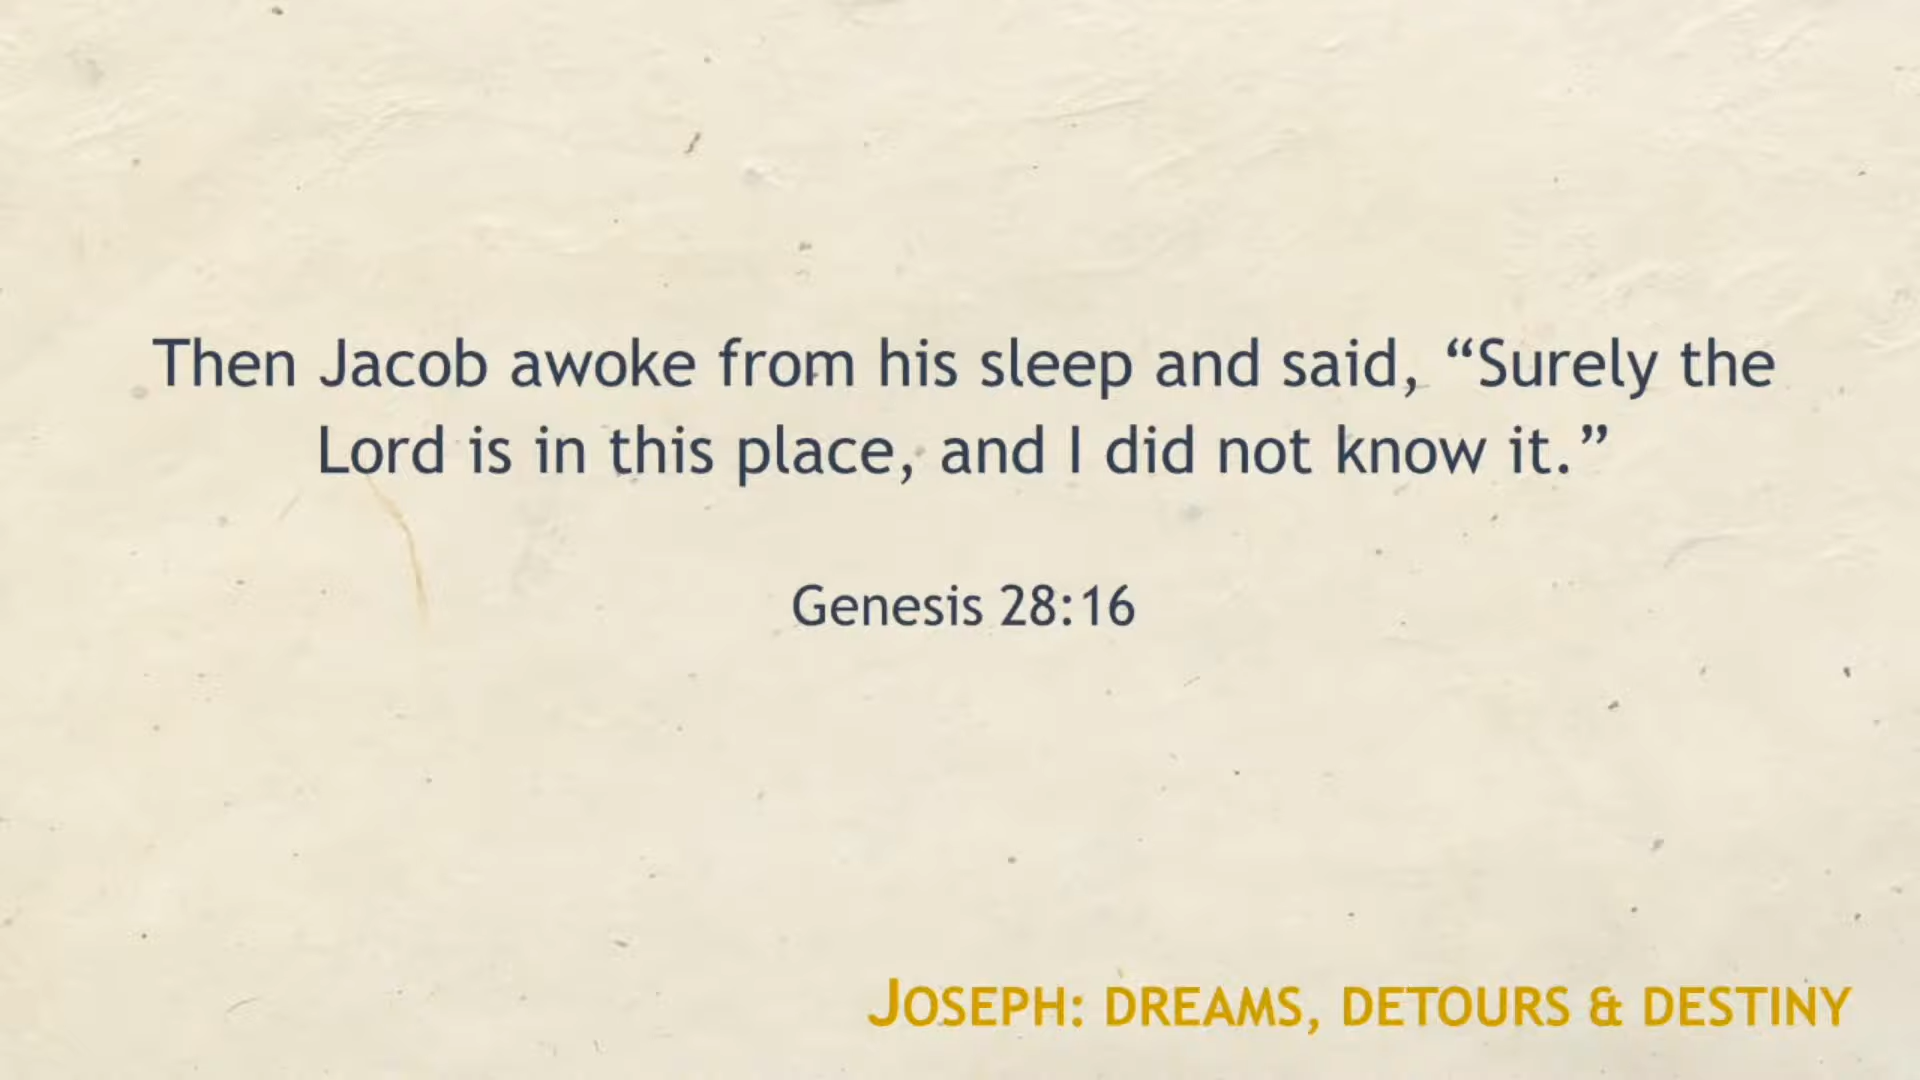 Then Jacob awoke from his sleep and said, “Surely the
Lord is in this place, and I did not know it.”
Genesis 28:16
JOSEPH: DREAMS, DETOURS & DESTINY